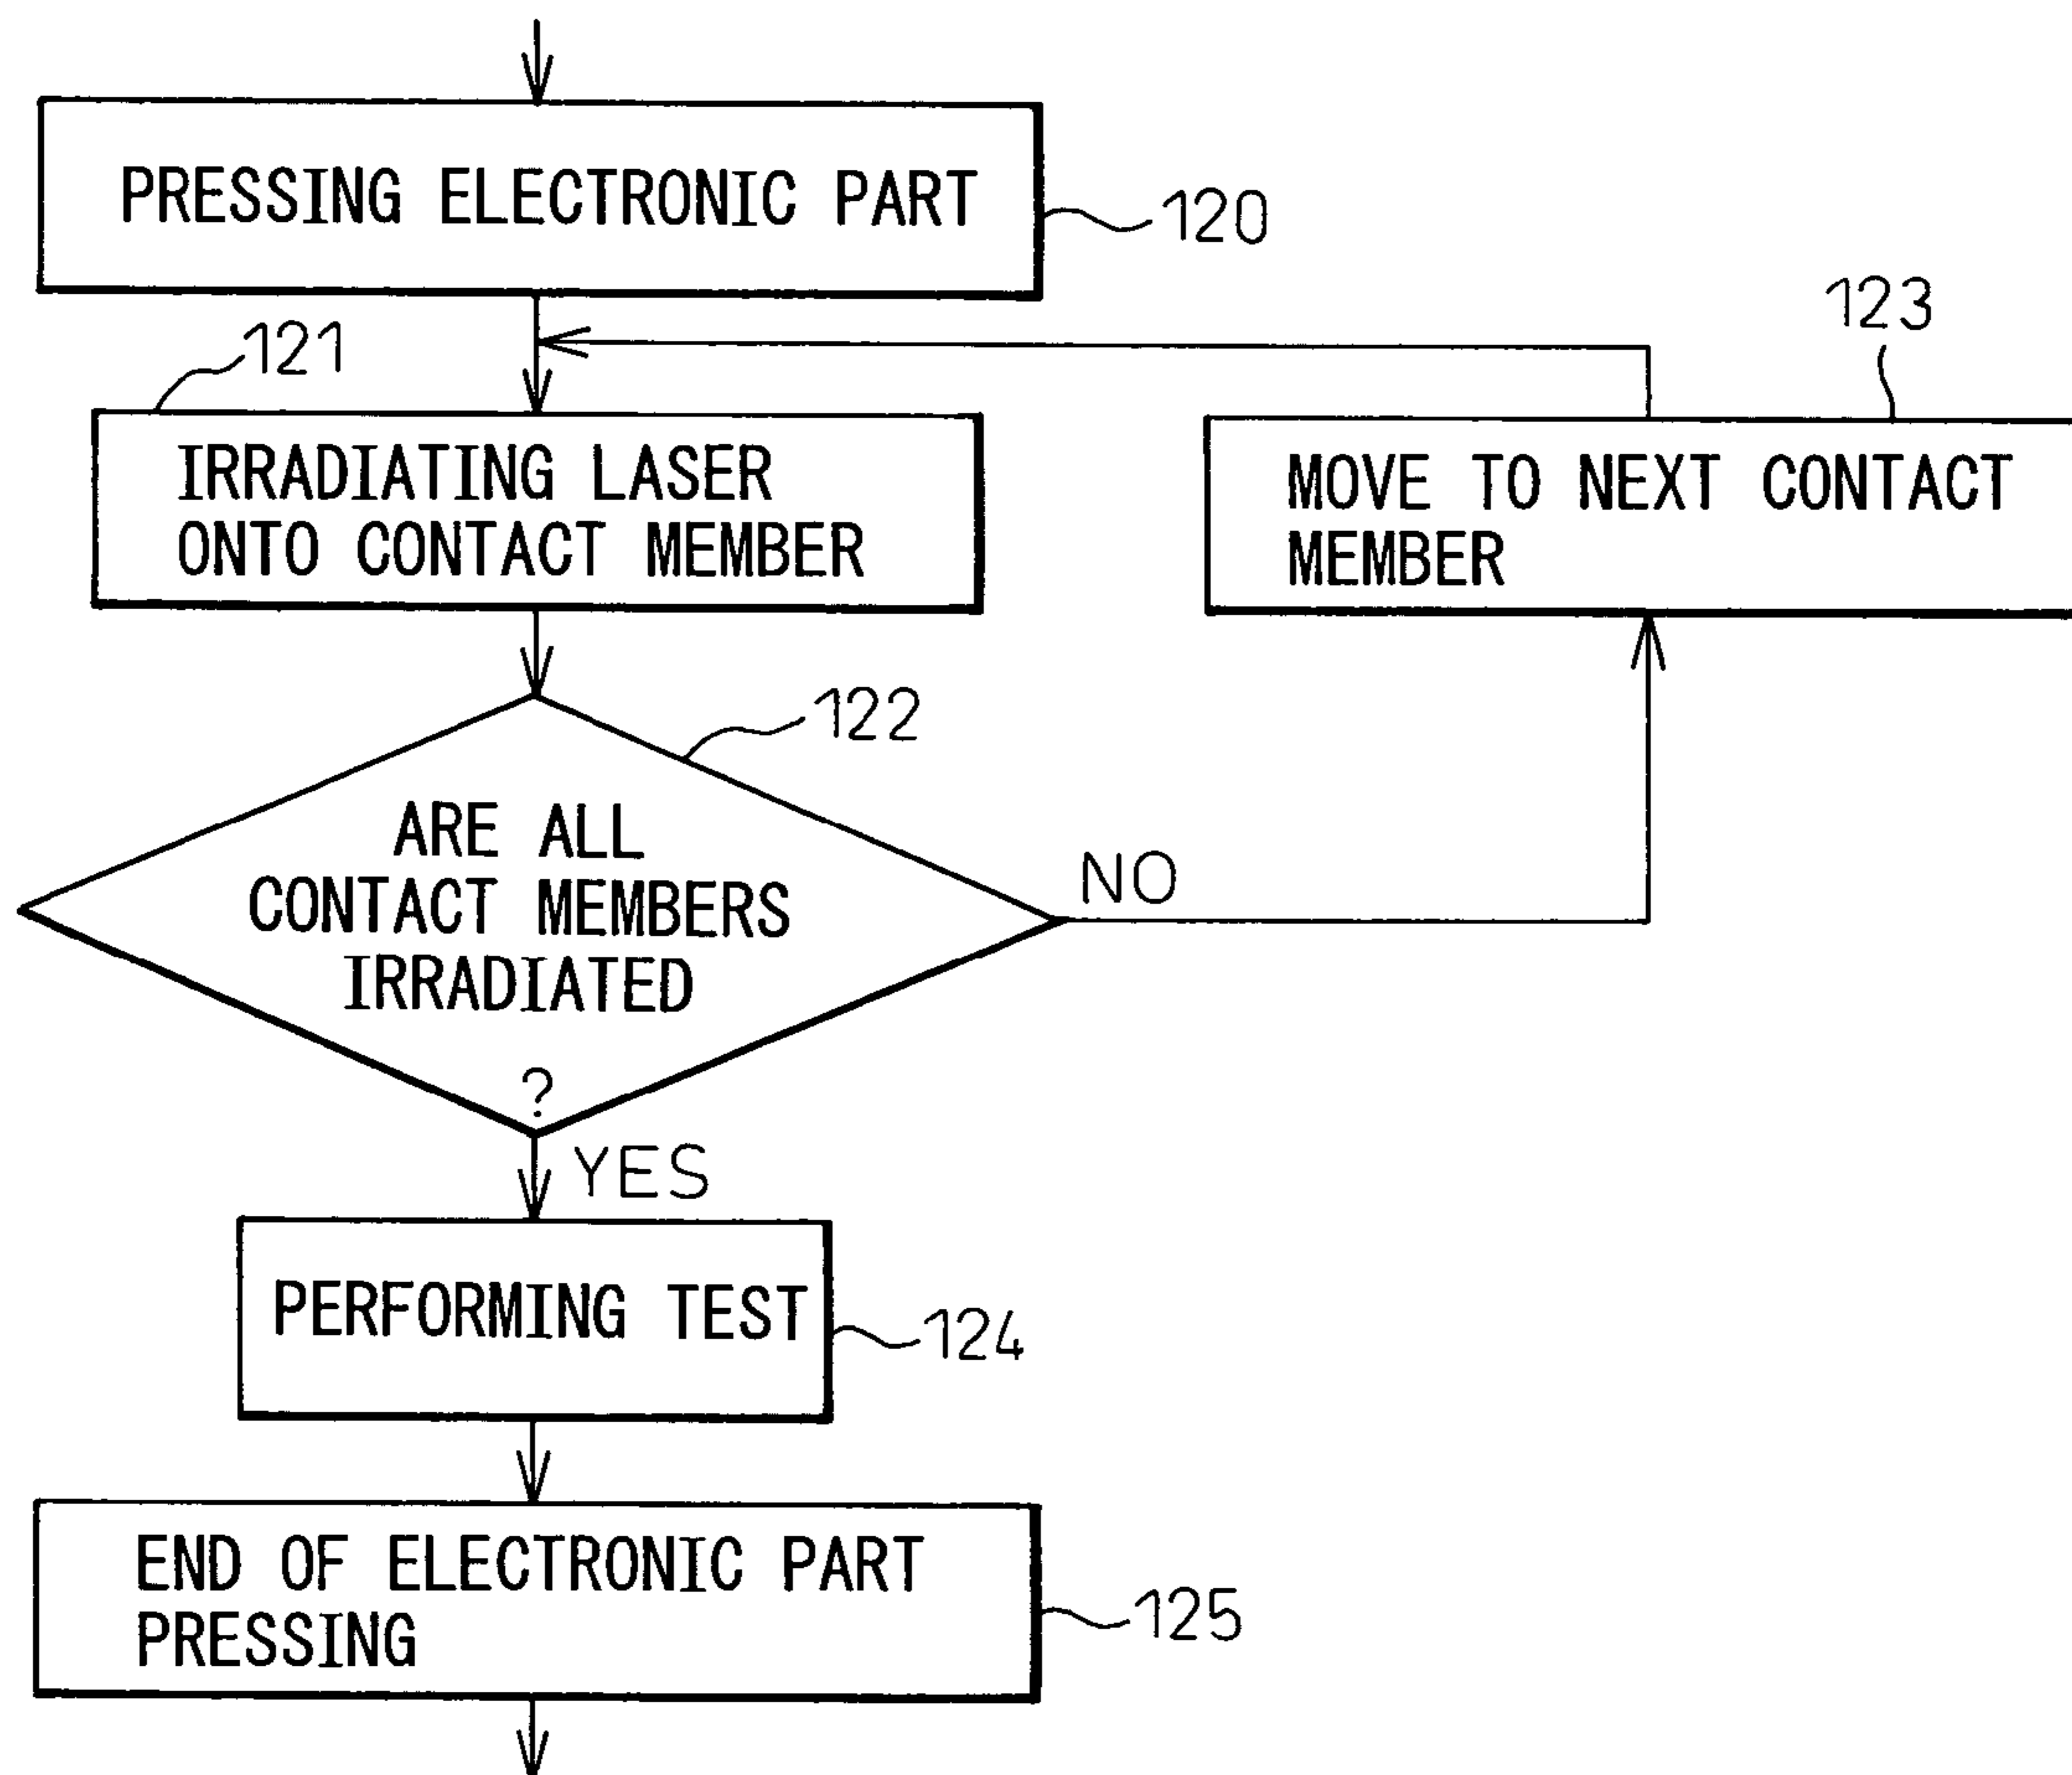 PRESSING ELECTRONIC PART
120
121
IRRADIATING LASER
ONTO CONTACT MEMBER
123
MOVE TO NEXT CONTACT
MEMBER
122
ARE ALL
CONTACT MEMBERS
IRRADIATED
?
NO
YES
PERFORMING TEST
124
END OF ELECTRONIC PART
PRESSING
125